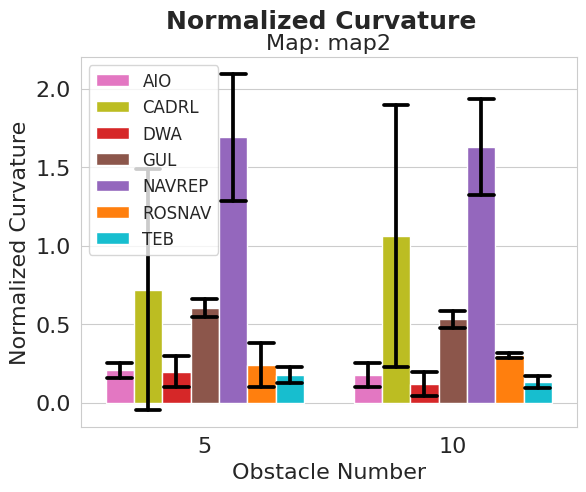 Normalized Curvature
Map: map2
AIO
CADRL
DWA
GUL
NAVREP
ROSNAV
TEB
Normalized Curvature
2.0
1.5
1.0
0.5
0.0
5 10
Obstacle Number